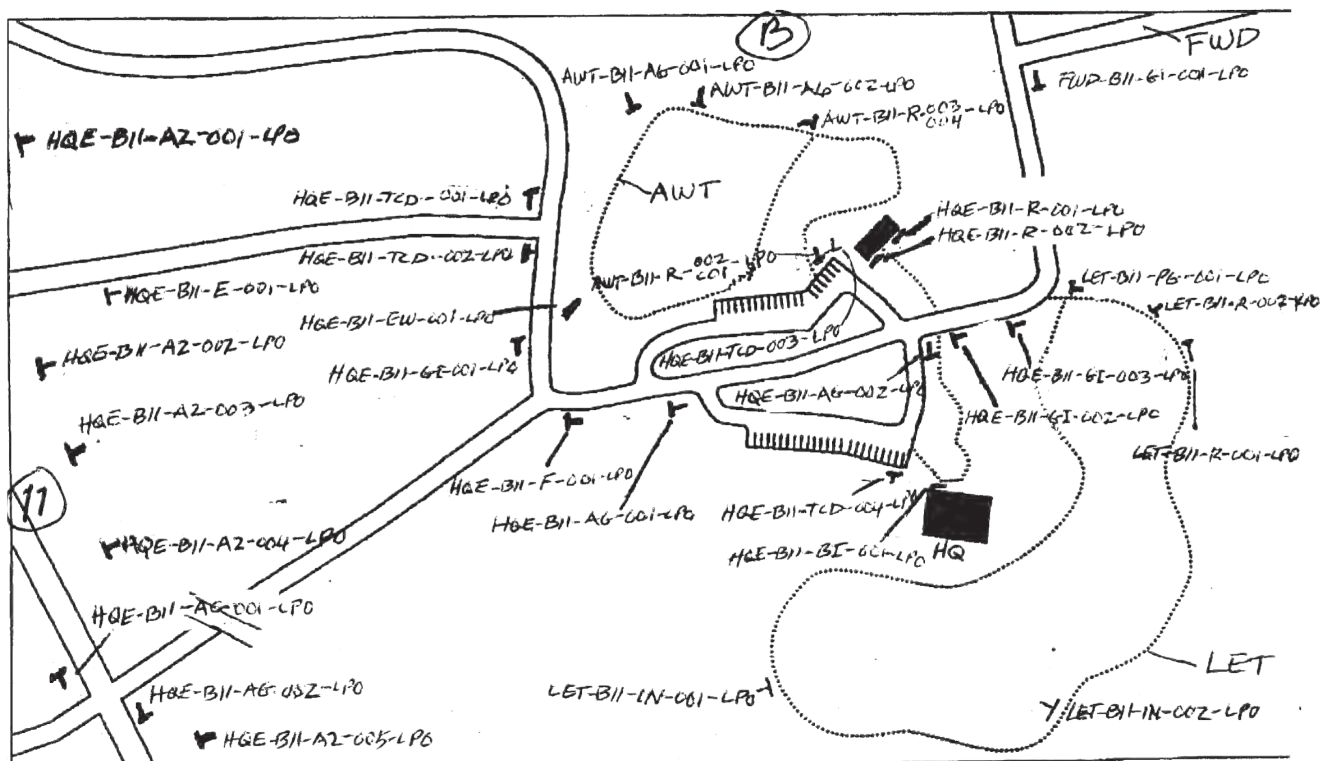 B
FWD
AWT-B11-AG-001-LPO
AWT-B11-AG-002-LPO
FWD-B11-GI-001-LPO
AWT-B11-R-003
004
HQE-B11-AZ-001-LPO
AWT
HQE-B11-TCD-001-LPO
HQE-B11-R-001-LPO
HQE-B11-R-002-LPO
HQE-B11-TCD-002-LPO
AWT-B11-R-002-LPO
001
LET-B11-PG-001-LPO
HQE-B11-E-001-LPO
LET-B11-R-002-LPO
HQE-B11-EW-001-LPO
HQE-B11-AZ-002-LPO
HQE-B11-GI-001-LPO
HQE-B11-TCD-003-LPO
HQE-B11-GI-003-LPO
HQE-B11-AG-002-LPO
HQE-B11-AZ-003-LPO
HQE-B11-GI-002-LPO
LET-B11-R-001-LPO
HQE-B11-F-001-LPO
11
HQE-B11-AG-001-LPO
HQE-B11-TCD-004-LPO
HQE-B11-AZ-004-LPO
HQE-B11-BI-001-LPO
HQ
HQE-B11-AG-001-LPO
LET
HQE-B11-AG-002-LPO
LET-B11-IN-001-LPO
LET-B11-IN-002-LPO
HQE-B11-AZ-005-LPO